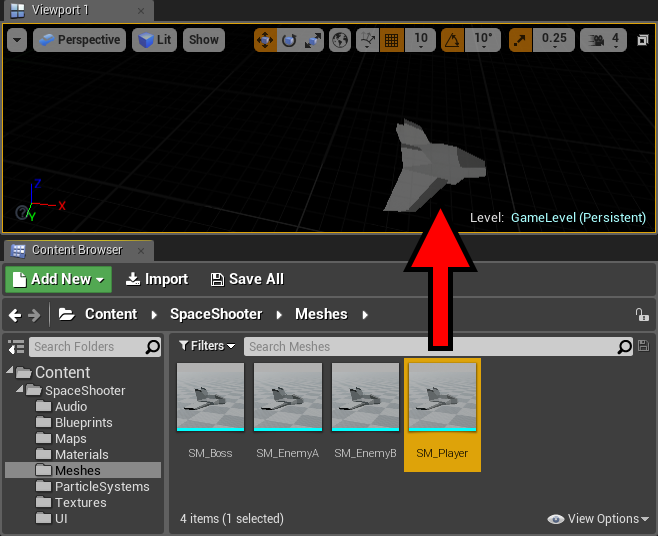 Viewport 1
Perspective Lit Show 10 10° 0.25 4
Z
X
Y
Level: GameLevel (Persistent)
Content Browser
Add New Import Save All
Content SpaceShooter Meshes
Search Folders
Filters Search Meshes
Content
SpaceShooter
Audio
Blueprints
Maps
Materials
Meshes
ParticleSystems
Textures
UI
SM_Boss SM_EnemyA SM_EnemyB SM_Player
4 items (1 selected) View Options